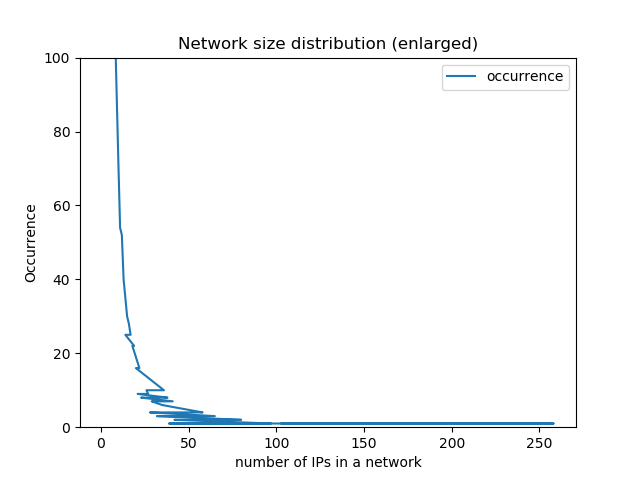 Network size distribution (enlarged)
occurrence
Occurrence
100
80
60
40
20
0
0 50 100 150 200 250
number of IPs in a network